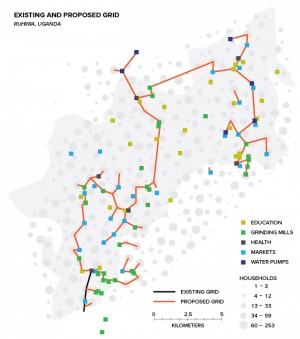 EXISTING AND PROPOSED GRID
RUHIIRA, UGANDA
EDUCATION
GRINDING MILLS
HEALTH
MARKETS
WATER PUMPS
HOUSEHOLDS
1 – 3
4 – 12
13 – 33
34 – 59
60 – 253
EXISTING GRID
PROPOSED GRID
0 2.5 5
KILOMETERS